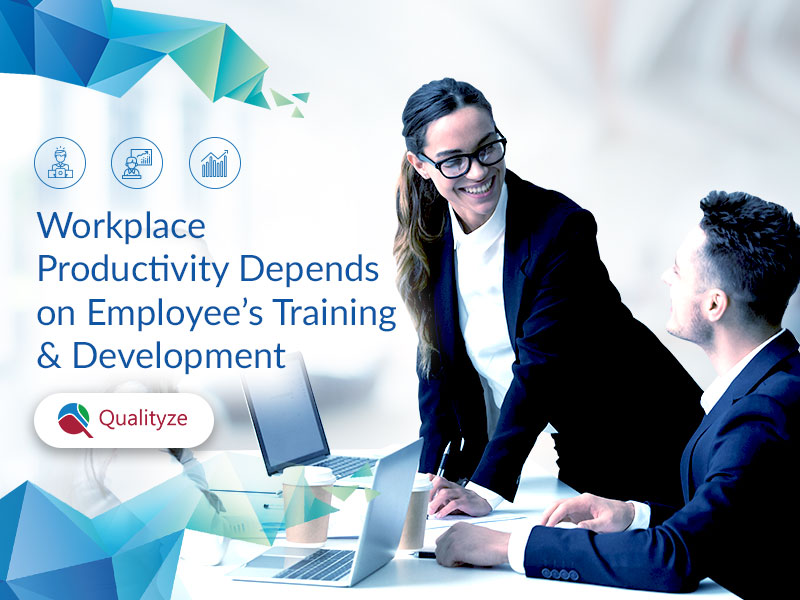 Workplace
Productivity Depends
on Employee’s Training
& Development
Qualityze